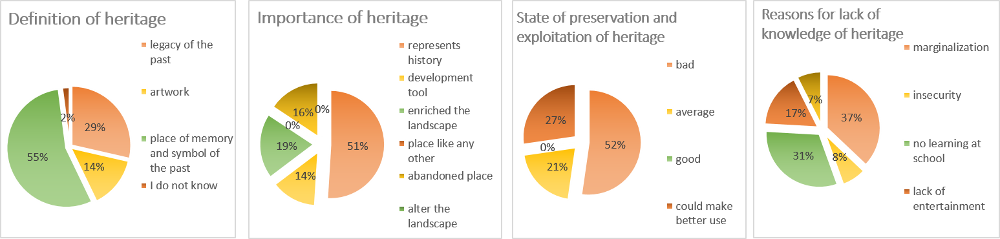 Definition of heritage
legacy of the
past
artwork
place of memory
and symbol of
the past
I do not know
29%
14%
55%
2%
Importance of heritage
represents
history
development
tool
enriched the
landscape
place like any
other
abandoned place
alter the
landscape
51%
14%
19%
0%
16%
0%
State of preservation and
exploitation of heritage
bad
average
good
could make
better use
52%
21%
0%
27%
Reasons for lack of
knowledge of heritage
marginalization
insecurity
no learning at
school
lack of
entertainment
37%
8%
31%
17%
7%